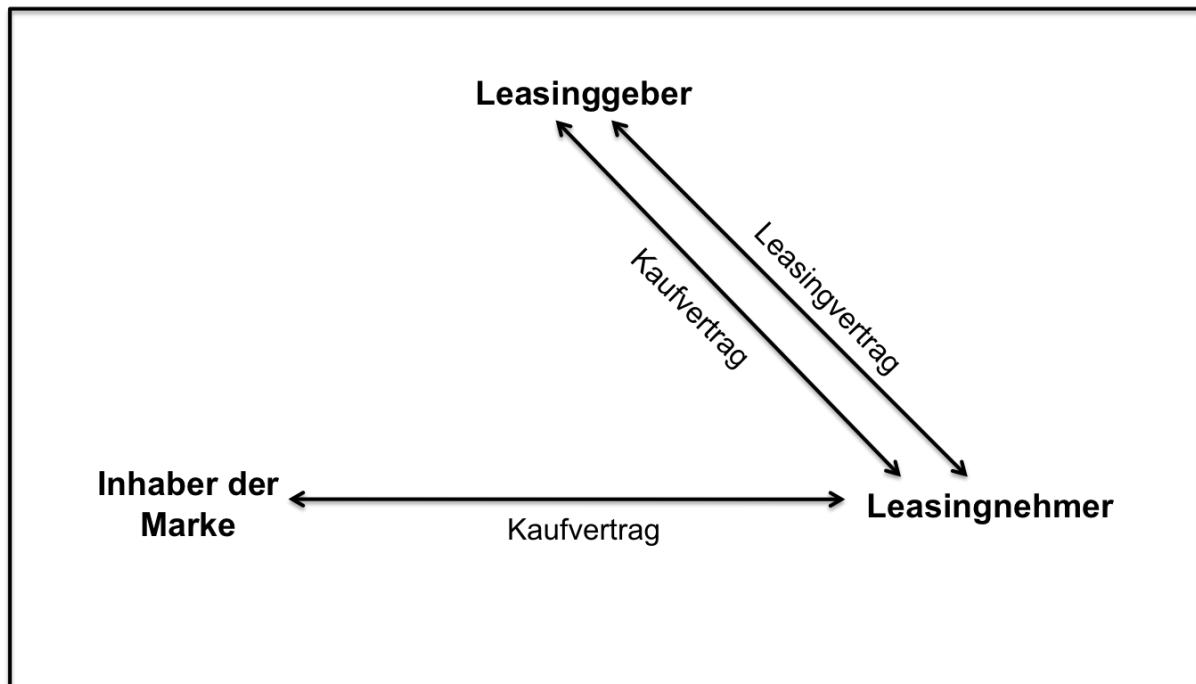 Leasinggeber
Leasingvertrag
Kaufvertrag
Inhaber der
Marke
Kaufvertrag
Leasingnehmer